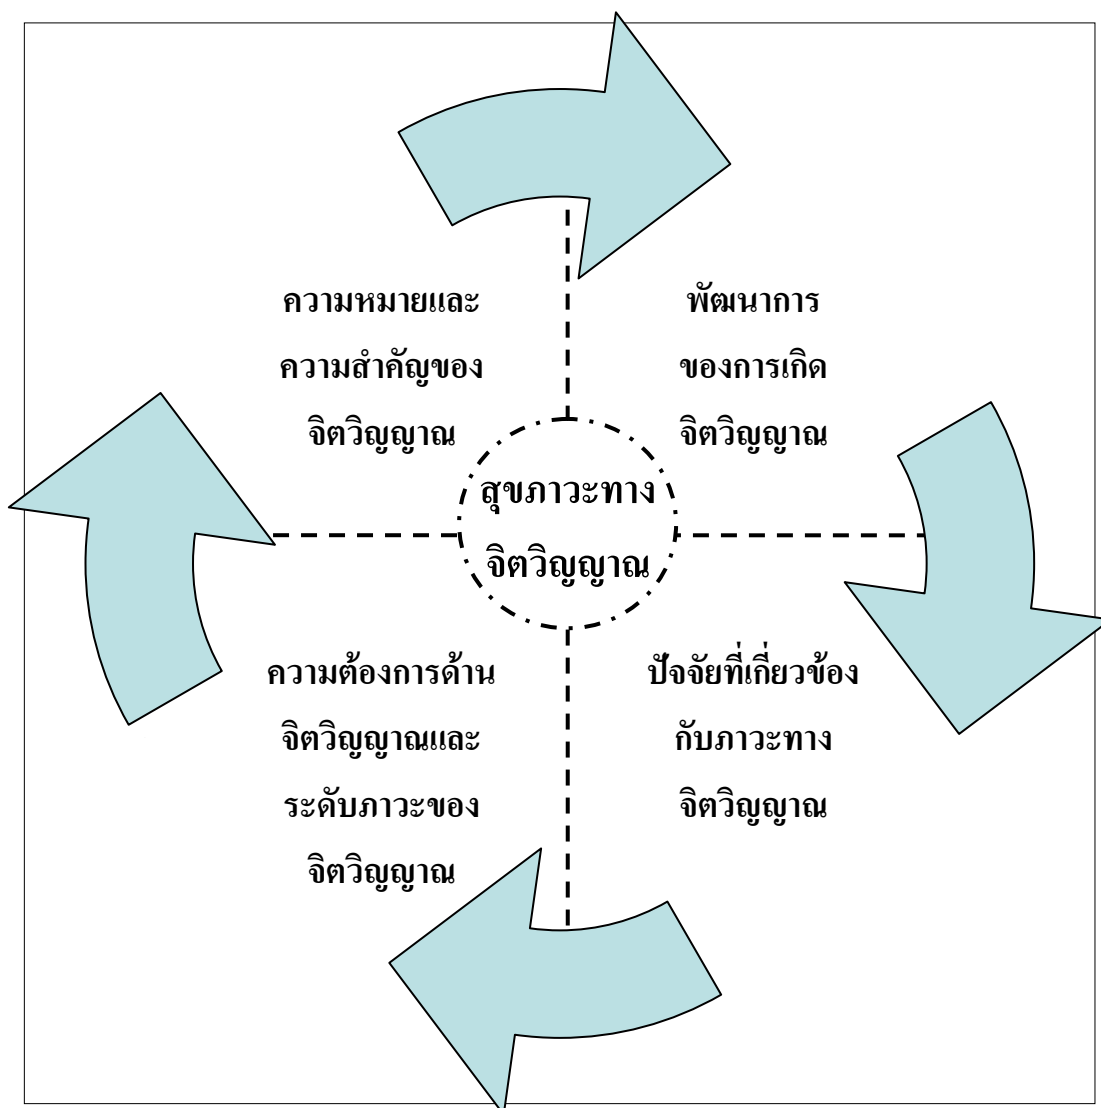 ความหมายและ
ความสำคัญของ
จิตวิญญาณ
พัฒนาการ
ของการเกิด
จิตวิญญาณ
สุขภาวะทาง
จิตวิญญาณ
ความต้องการด้าน
จิตวิญญาณและ
ระดับภาวะของ
จิตวิญญาณ
ปัจจัยที่เกี่ยวข้อง
กับภาวะทาง
จิตวิญญาณ